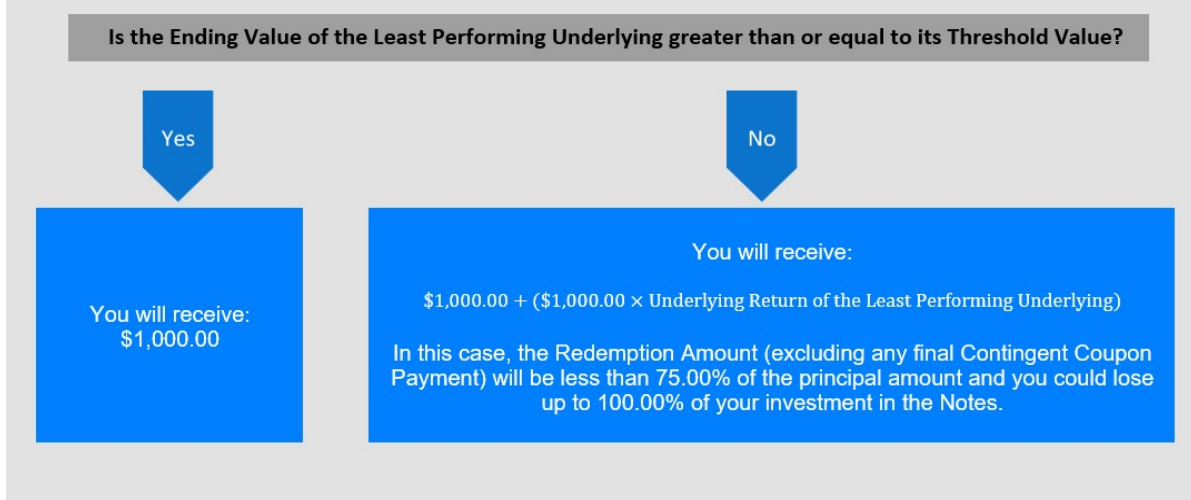 Is the Ending Value of the Least Performing Underlying greater than or equal to its Threshold Value?
Yes
No
You will receive:
$1,000.00
You will receive:
$1,000.00 + ($1,000.00 × Underlying Return of the Least Performing Underlying)
In this case, the Redemption Amount (excluding any final Contingent Coupon
Payment) will be less than 75.00% of the principal amount and you could lose
up to 100.00% of your investment in the Notes.